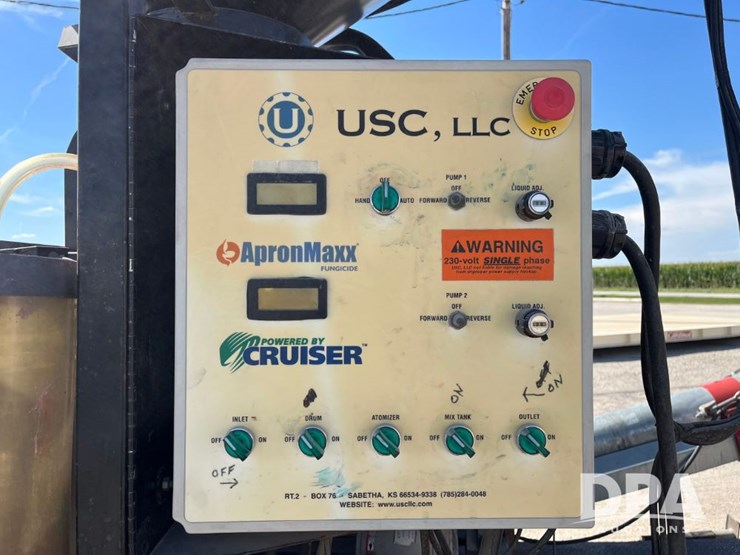 U USC, LLC
EMER
STOP
OFF
HAND AUTO
PUMP 1
OFF
FORWARD REVERSE
LIQUID ADJ.
ApronMaxx
FUNGICIDE
WARNING
230-volt SINGLE phase
PUMP 2
OFF
FORWARD REVERSE
LIQUID ADJ.
POWERED BY
CRUISER™
ON
OFF
ON
INLET DRUM ATOMIZER MIX TANK OUTLET
OFF ON OFF ON OFF ON OFF ON OFF ON
OFF
RT.2 - BOX 76 - SABETHA, KS 66534-9338 (785)284-0048
WEBSITE: www.uscllc.com
DPA